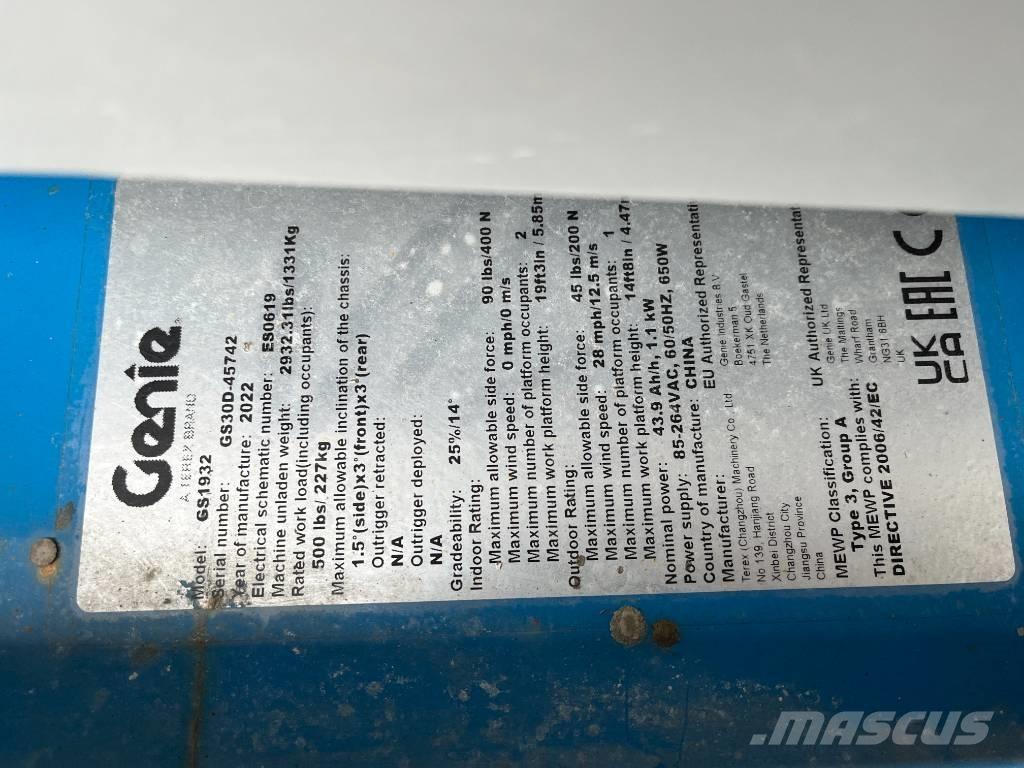 Genie
A TEREX BRAND
Model: GS1932
Serial number: GS30D-45742
Year of manufacture: 2022
Electrical schematic number: ES0619
Machine unladen weight: 2932.31lbs/1331Kg
Rated work load(including occupants):
500 lbs/ 227kg
Maximum allowable inclination of the chassis:
1.5°(side)x3°(front)x3°(rear)
Outrigger retracted:
N/A
Outrigger deployed:
N/A
Gradeability: 25%/14°
Indoor Rating:
Maximum allowable side force: 90 lbs/400 N
Maximum wind speed: 0 mph/0 m/s
Maximum number of platform occupants: 2
Maximum work platform height: 19ft3in / 5.85m
Outdoor Rating:
Maximum allowable side force: 45 lbs/200 N
Maximum wind speed: 28 mph/12.5 m/s
Maximum number of platform occupants: 1
Maximum work platform height: 14ft8in / 4.47
Nominal power: 43.9 Ah/h, 1.1 kW
Power supply: 85-264VAC, 60/50HZ, 650W
Country of manufacture: CHINA
Manufacturer:
Terex (Changzhou) Machinery Co., Ltd
No 139, Hanjiang Road
Xinbei District
Changzhou City
Jiangsu Province
China
EU Authorized Representati
Genie Industries B.V
Boekerman 5
4751 XK Oud Gastel
The Netherlands
MEWP Classification:
Type 3, Group A
This MEWP complies with:
DIRECTIVE 2006/42/EC
UK Authorized Representat
Genie UK Ltd
The Maltings
Wharf Road
Grantham
NG31 6BH
UK
UK
CA
EAC
C
MASCUS